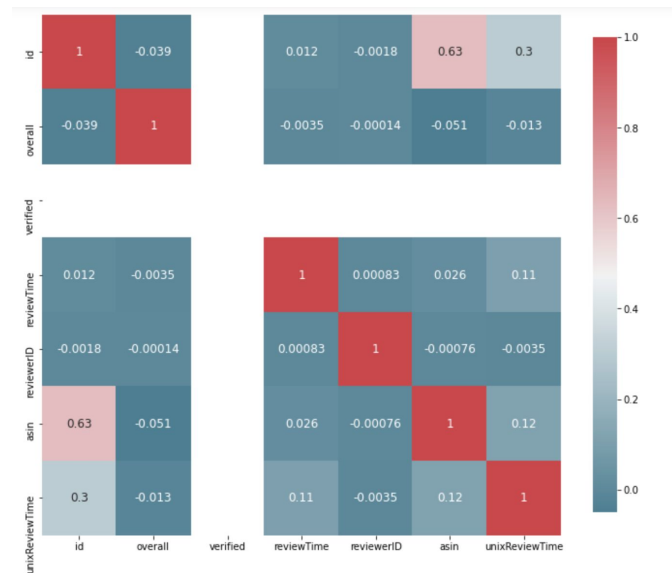 id 1 -0.039 0.012 -0.0018 0.63 0.3
overall -0.039 1 -0.0035 -0.00014 -0.051 -0.013
verified
reviewTime 0.012 -0.0035 1 0.00083 0.026 0.11
reviewerID -0.0018 -0.00014 0.00083 1 -0.00076 -0.0035
asin 0.63 -0.051 0.026 -0.00076 1 0.12
unixReviewTime 0.3 -0.013 0.11 -0.0035 0.12 1
id overall verified reviewTime reviewerID asin unixReviewTime
1.0
0.8
0.6
0.4
0.2
0.0